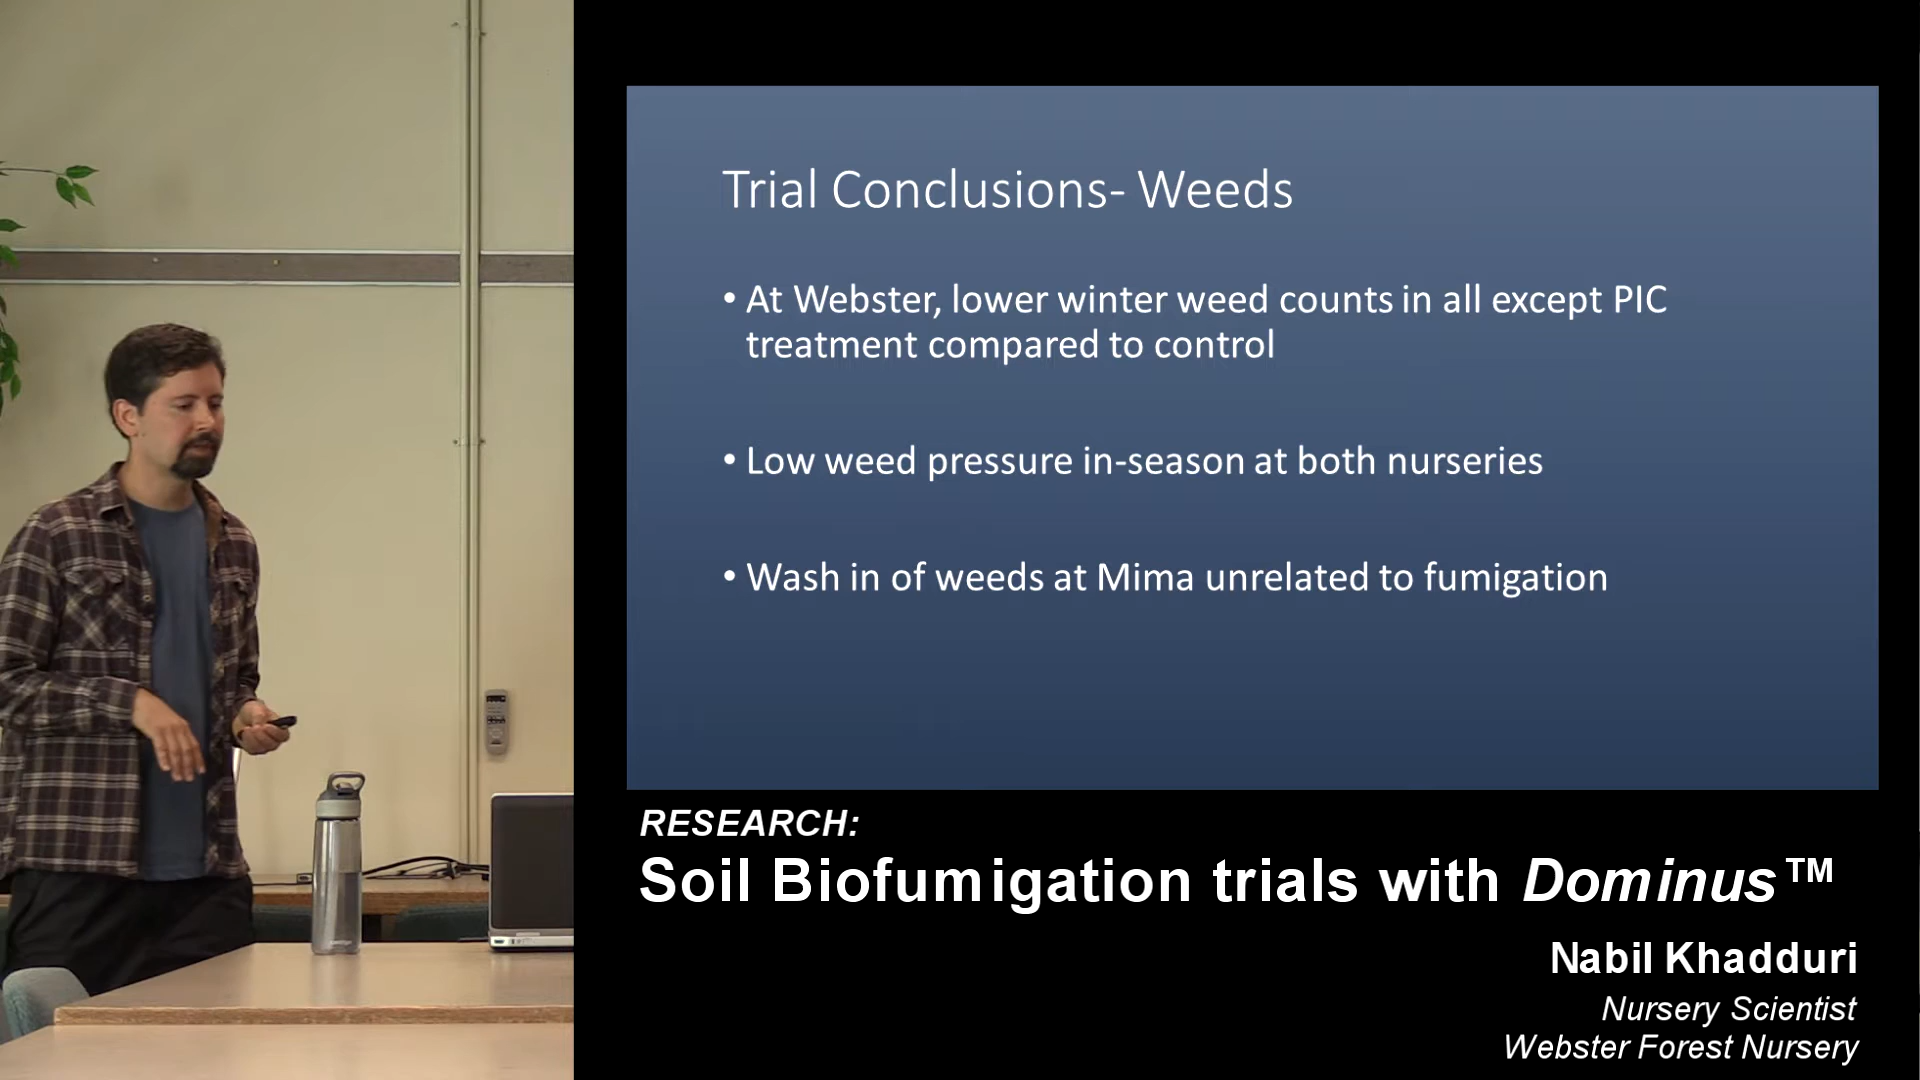 Trial Conclusions- Weeds
• At Webster, lower winter weed counts in all except PIC
treatment compared to control
• Low weed pressure in-season at both nurseries
• Wash in of weeds at Mima unrelated to fumigation
RESEARCH:
Soil Biofumigation trials with Dominus™
Nabil Khadduri
Nursery Scientist
Webster Forest Nursery